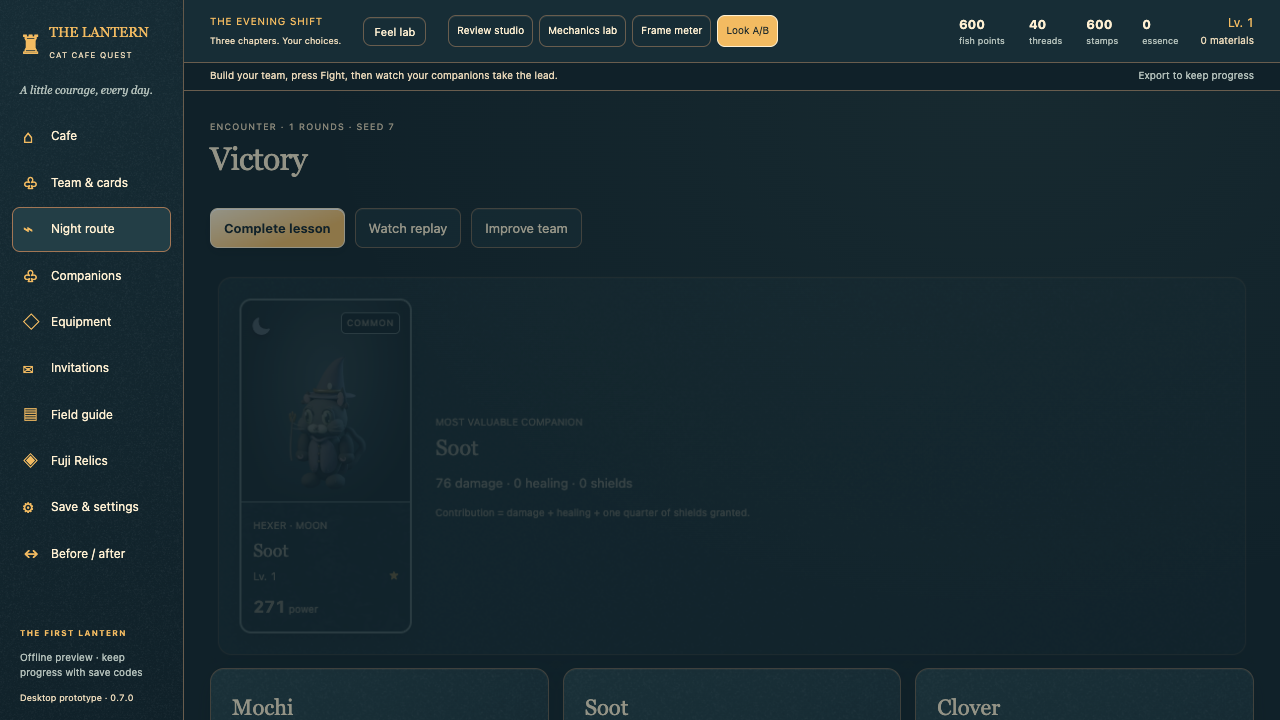 THE LANTERN
CAT CAFE QUEST
A little courage, every day.
Cafe
Team & cards
Night route
Companions
Equipment
Invitations
Field guide
Fuji Relics
Save & settings
Before / after
THE FIRST LANTERN
Offline preview · keep
progress with save codes
Desktop prototype · 0.7.0
THE EVENING SHIFT
Three chapters. Your choices.
Feel lab
Review studio
Mechanics lab
Frame meter
Look A/B
600
fish points
40
threads
600
stamps
0
essence
Lv. 1
0 materials
Build your team, press Fight, then watch your companions take the lead.
Export to keep progress
ENCOUNTER · 1 ROUNDS · SEED 7
Victory
Complete lesson
Watch replay
Improve team
COMMON
HEXER · MOON
Soot
Lv. 1
271 power
MOST VALUABLE COMPANION
Soot
76 damage · 0 healing · 0 shields
Contribution = damage + healing + one quarter of shields granted.
Mochi
Soot
Clover